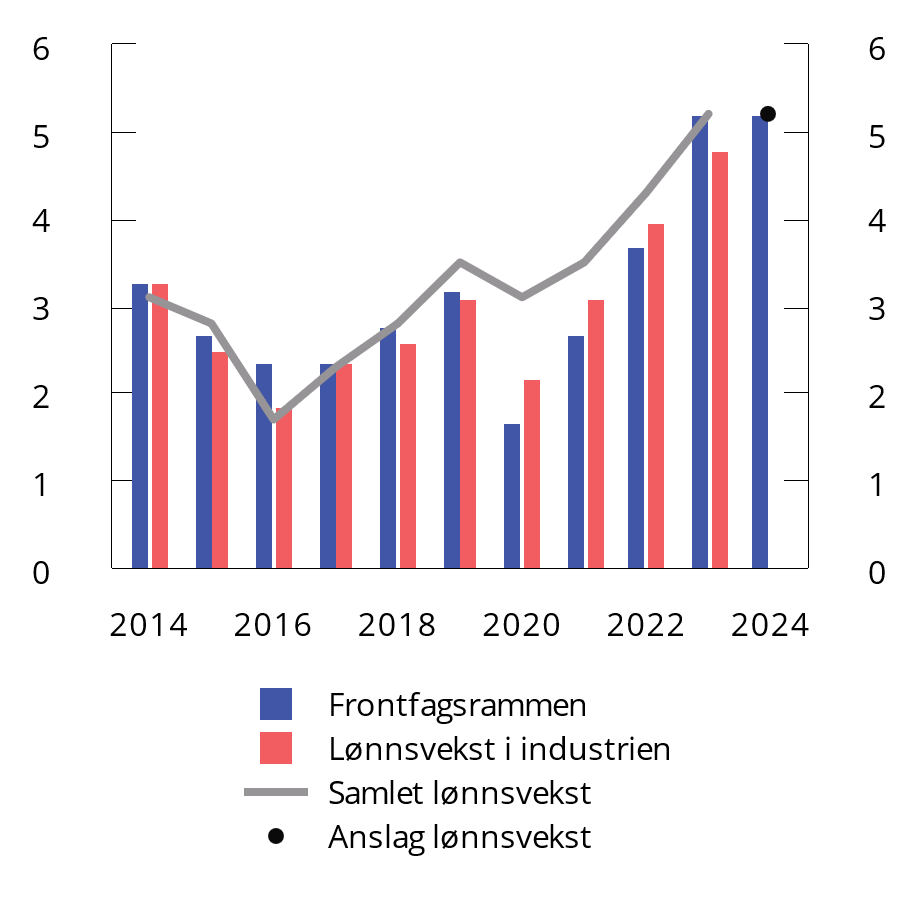 6 6
5 5
4 4
3 3
2 2
1 1
0 0
2014 2016 2018 2020 2022 2024
Frontfagsrammen
Lønnsvekst i industrien
Samlet lønnsvekst
Anslag lønnsvekst